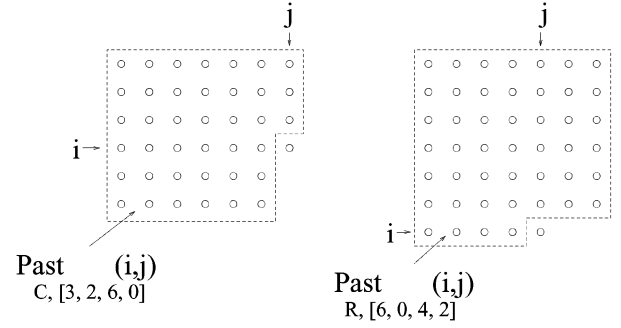 j
j
i
i
Past (i,j)
C, [3, 2, 6, 0]
Past (i,j)
R, [6, 0, 4, 2]